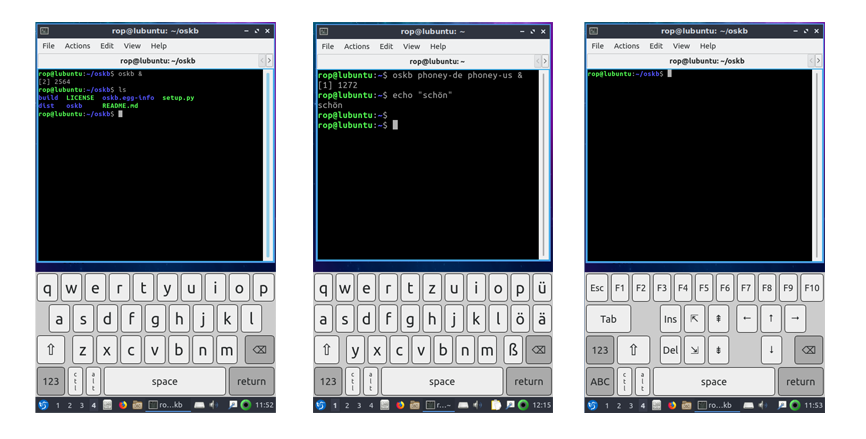 rop@lubuntu: ~/oskb
File Actions Edit View Help
rop@lubuntu: ~/oskb
rop@lubuntu:~/oskb$ oskb &
[2] 2564
rop@lubuntu:~/oskb$ ls
build LICENSE oskb.egg-info setup.py
dist oskb README.md
rop@lubuntu:~/oskb$
q w e r t y u i o p
a s d f g h j k l
⇧ z x c v b n m ⌫
123 ctl alt space return
1 2 3 4 ro...kb 11:52
rop@lubuntu: ~
File Actions Edit View Help
rop@lubuntu: ~
rop@lubuntu:~$ oskb phoney-de phoney-us &
[1] 1272
rop@lubuntu:~$ echo "schön"
schön
rop@lubuntu:~$
rop@lubuntu:~$
q w e r t z u i o p ü
a s d f g h j k l ö ä
⇧ y x c v b n m ß ⌫
123 ctl alt space return
1 2 3 4 r...~ 12:15
rop@lubuntu: ~/oskb
File Actions Edit View Help
rop@lubuntu: ~/oskb
rop@lubuntu:~/oskb$
Esc F1 F2 F3 F4 F5 F6 F7 F8 F9 F10
Tab Ins ⇱ ⇞ ← ↑ →
123 ⇧ Del ⇲ ⇟ ↓ ⌫
ABC ctl alt space return
1 2 3 4 ro...kb 11:53